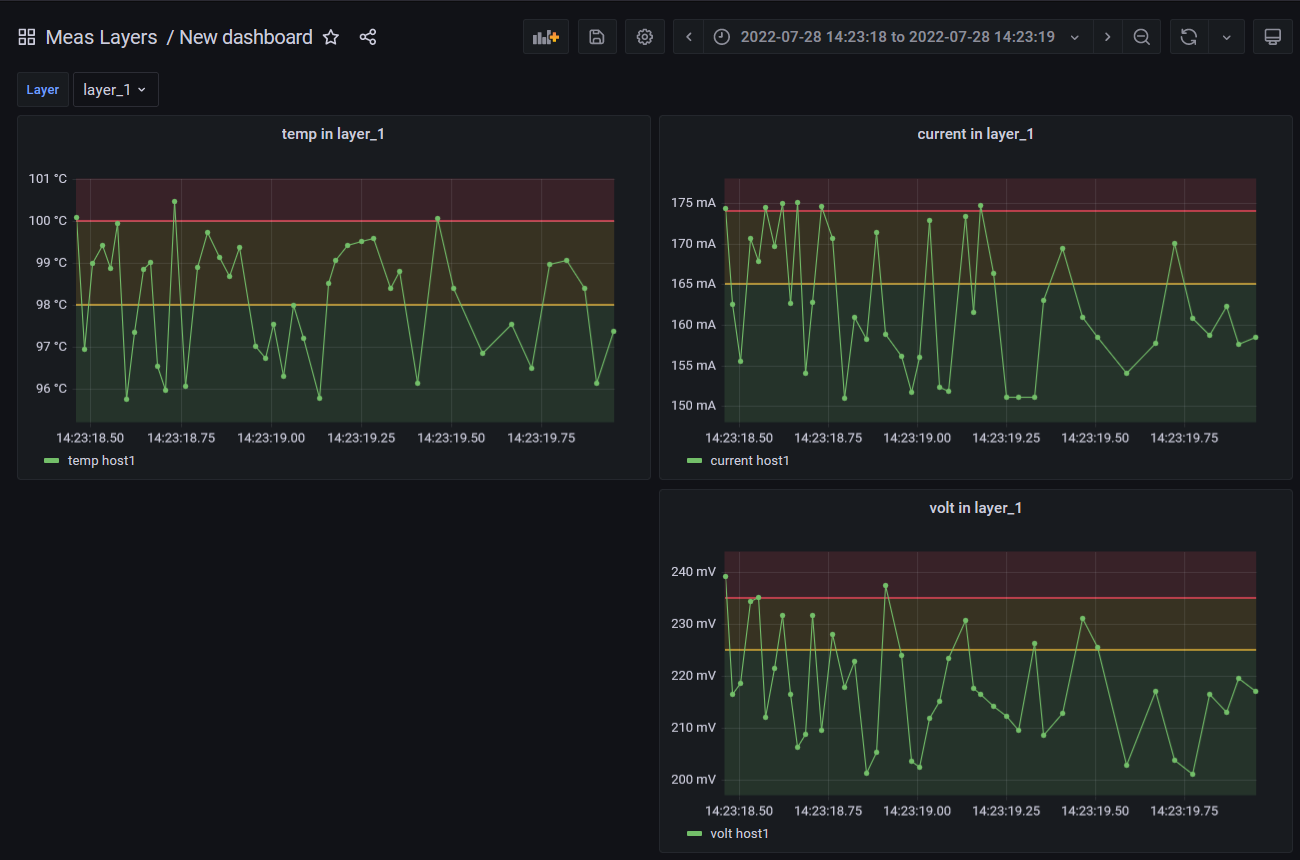 Meas Layers / New dashboard
2022-07-28 14:23:18 to 2022-07-28 14:23:19
Layer
layer_1
temp in layer_1
101 °C
100 °C
99 °C
98 °C
97 °C
96 °C
14:23:18.50 14:23:18.75 14:23:19.00 14:23:19.25 14:23:19.50 14:23:19.75
temp host1
current in layer_1
175 mA
170 mA
165 mA
160 mA
155 mA
150 mA
14:23:18.50 14:23:18.75 14:23:19.00 14:23:19.25 14:23:19.50 14:23:19.75
current host1
volt in layer_1
240 mV
230 mV
220 mV
210 mV
200 mV
14:23:18.50 14:23:18.75 14:23:19.00 14:23:19.25 14:23:19.50 14:23:19.75
volt host1